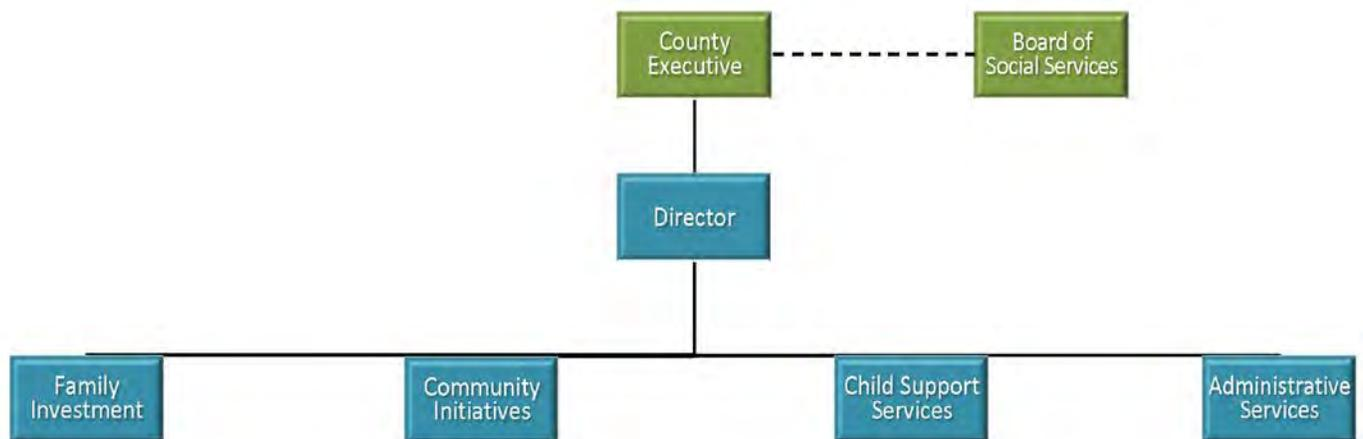 County
Executive
Board of
Social Services
Director
Family
Investment
Community
Initiatives
Child Support
Services
Administrative
Services